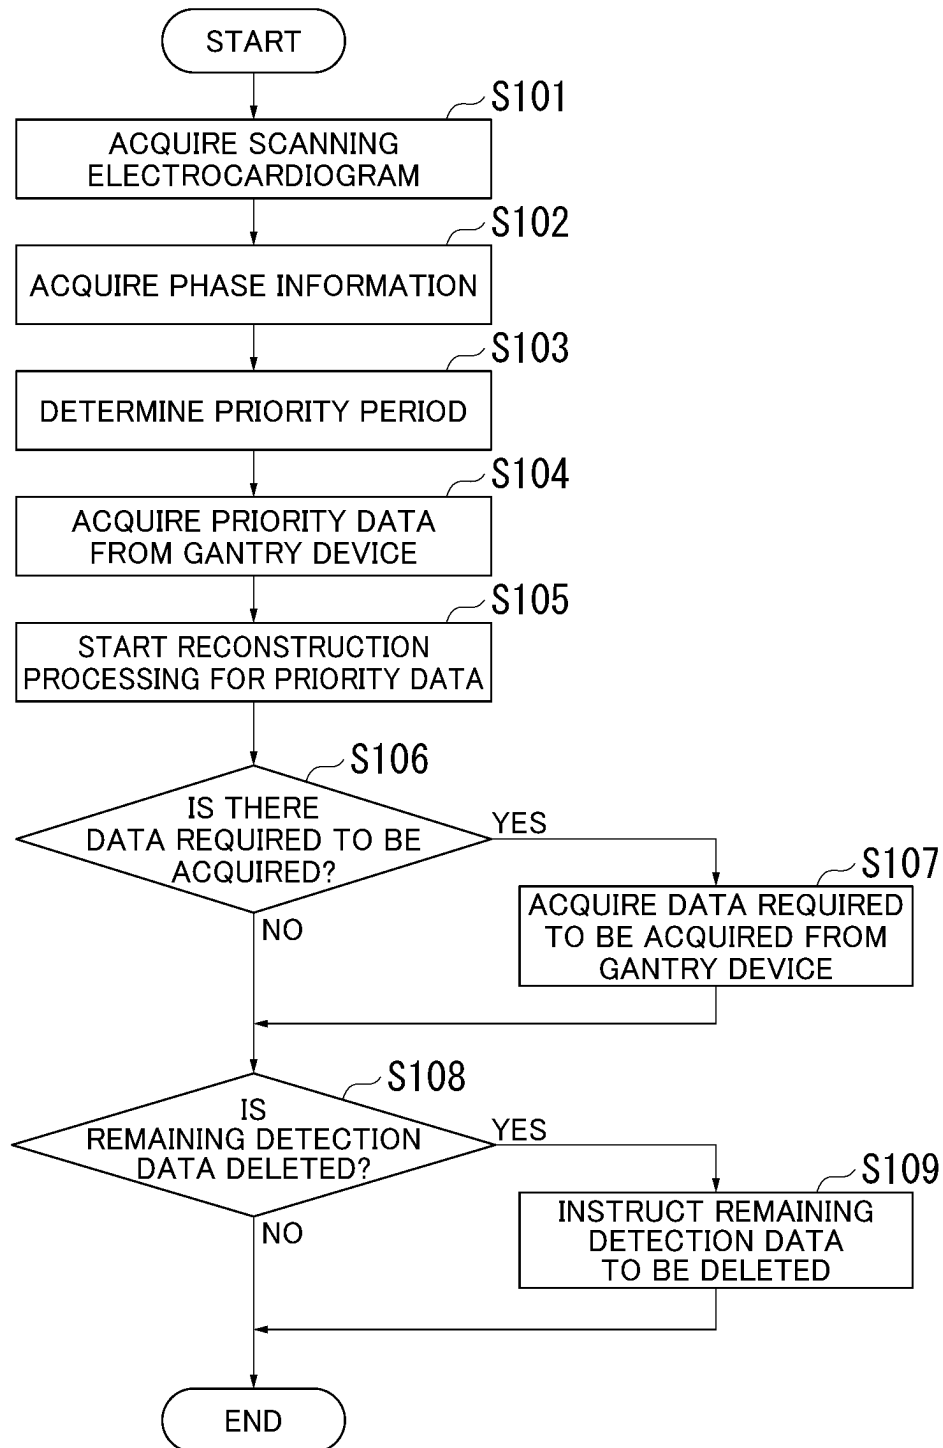 START
S101
ACQUIRE SCANNING
ELECTROCARDIOGRAM
S102
ACQUIRE PHASE INFORMATION
S103
DETERMINE PRIORITY PERIOD
S104
ACQUIRE PRIORITY DATA
FROM GANTRY DEVICE
S105
START RECONSTRUCTION
PROCESSING FOR PRIORITY DATA
S106
IS THERE
DATA REQUIRED TO BE
ACQUIRED?
YES
NO
S107
ACQUIRE DATA REQUIRED
TO BE ACQUIRED FROM
GANTRY DEVICE
S108
IS
REMAINING DETECTION
DATA DELETED?
YES
NO
S109
INSTRUCT REMAINING
DETECTION DATA
TO BE DELETED
END